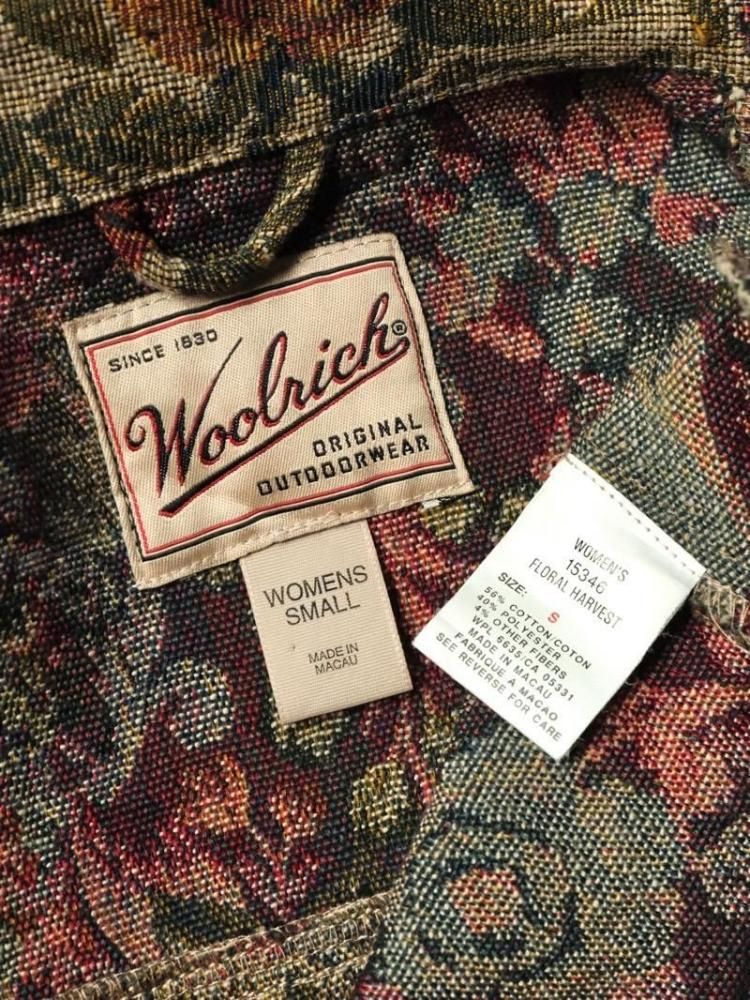 SINCE 1830
Woolrich®
ORIGINAL
OUTDOORWEAR
WOMENS
SMALL
MADE IN
MACAU
WOMEN'S
15346
FLORAL HARVEST
SIZE: S
56% COTTON/COTON
40% POLYESTER
4% OTHER FIBERS
WPL 6635/CA 05331
MADE IN MACAU
FABRIQUE A MACAO
SEE REVERSE FOR CARE